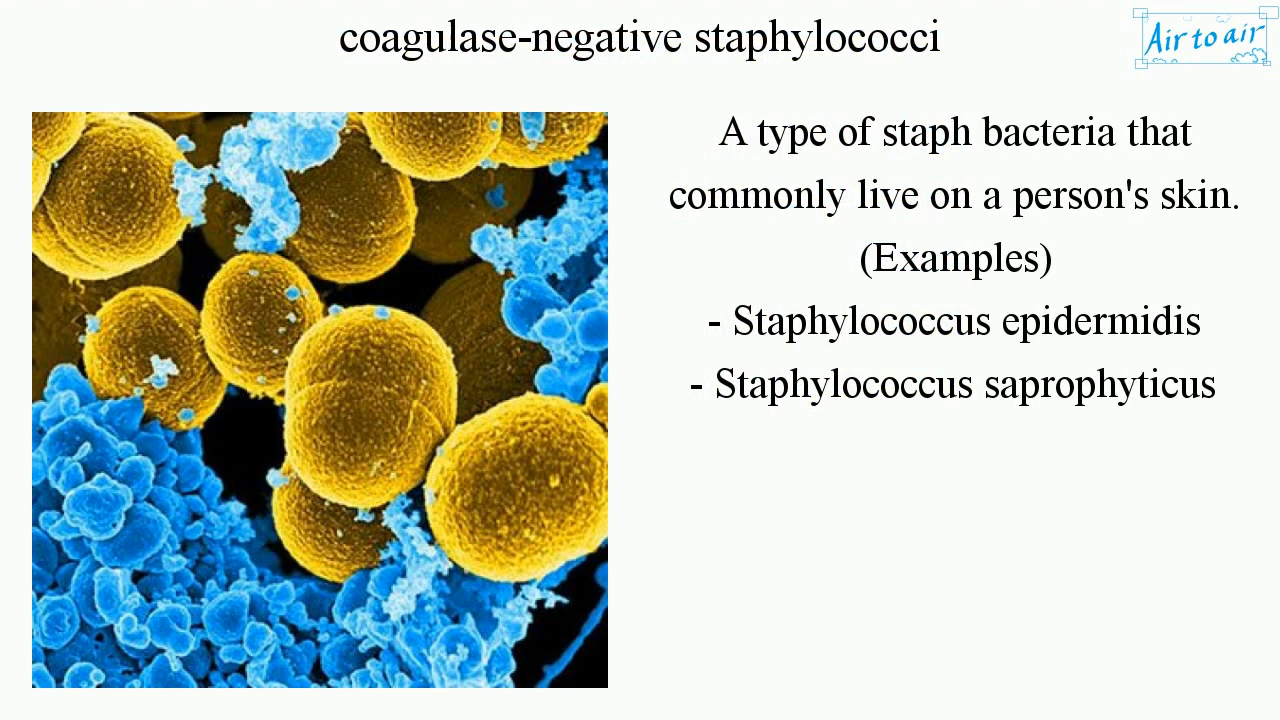 coagulase-negative staphylococci
Air to air
A type of staph bacteria that
commonly live on a person's skin.
(Examples)
- Staphylococcus epidermidis
- Staphylococcus saprophyticus